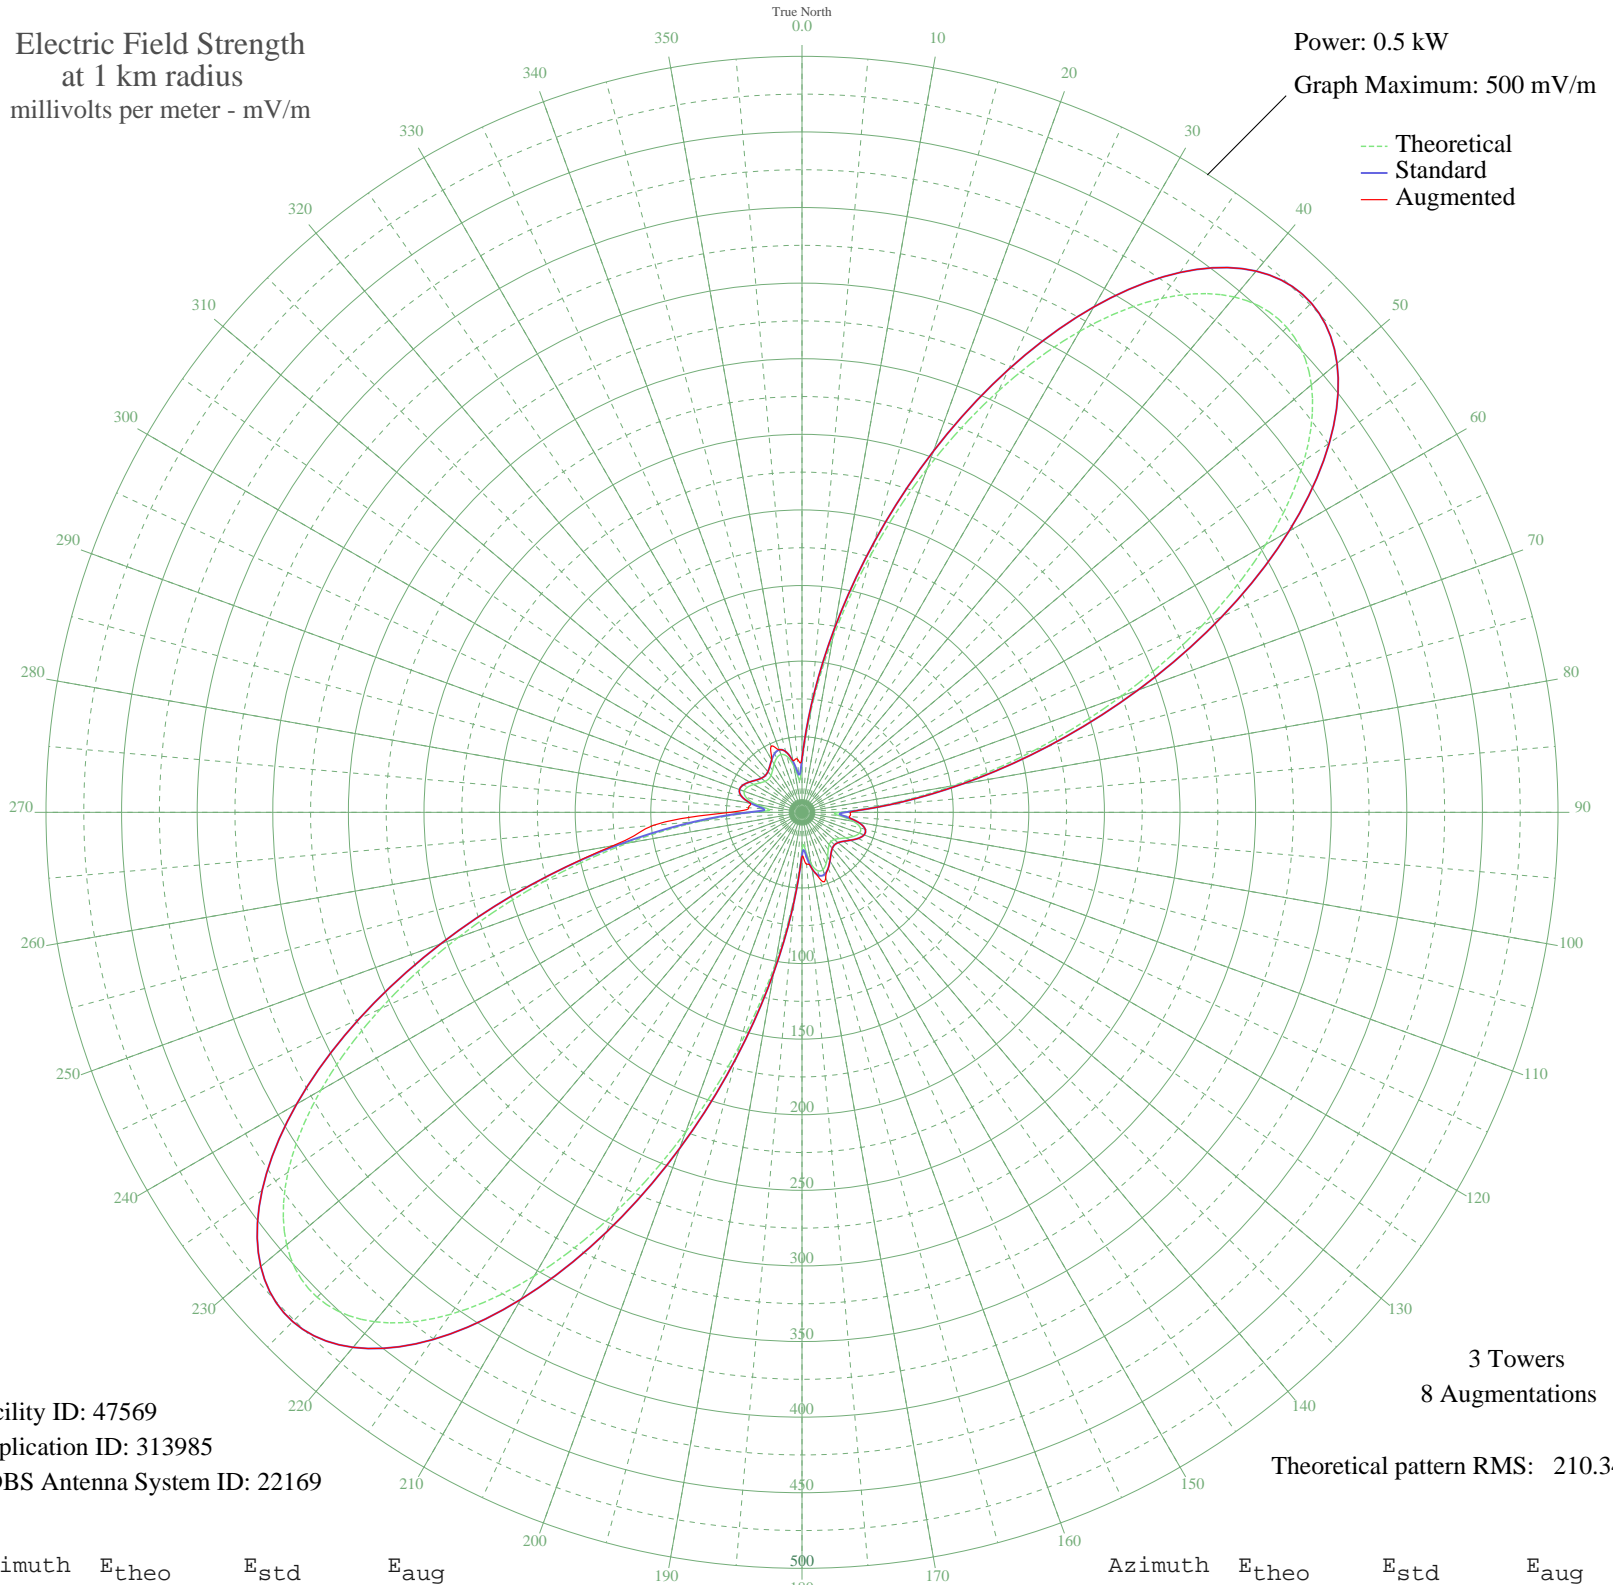 True North
0.0
Electric Field Strength
at 1 km radius
millivolts per meter - mV/m
Power: 0.5 kW
Graph Maximum: 500 mV/m
Theoretical
Standard
Augmented
10
20
30
40
50
60
70
80
90
100
110
120
130
140
150
160
170
180
190
200
210
220
230
240
250
260
270
280
290
300
310
320
330
340
350
100
150
200
250
300
350
400
450
500
3 Towers
8 Augmentations
Theoretical pattern RMS: 210.34
cility ID: 47569
plication ID: 313985
DBS Antenna System ID: 22169
imuth Etheo Estd Eaug
Azimuth Etheo Estd Eaug